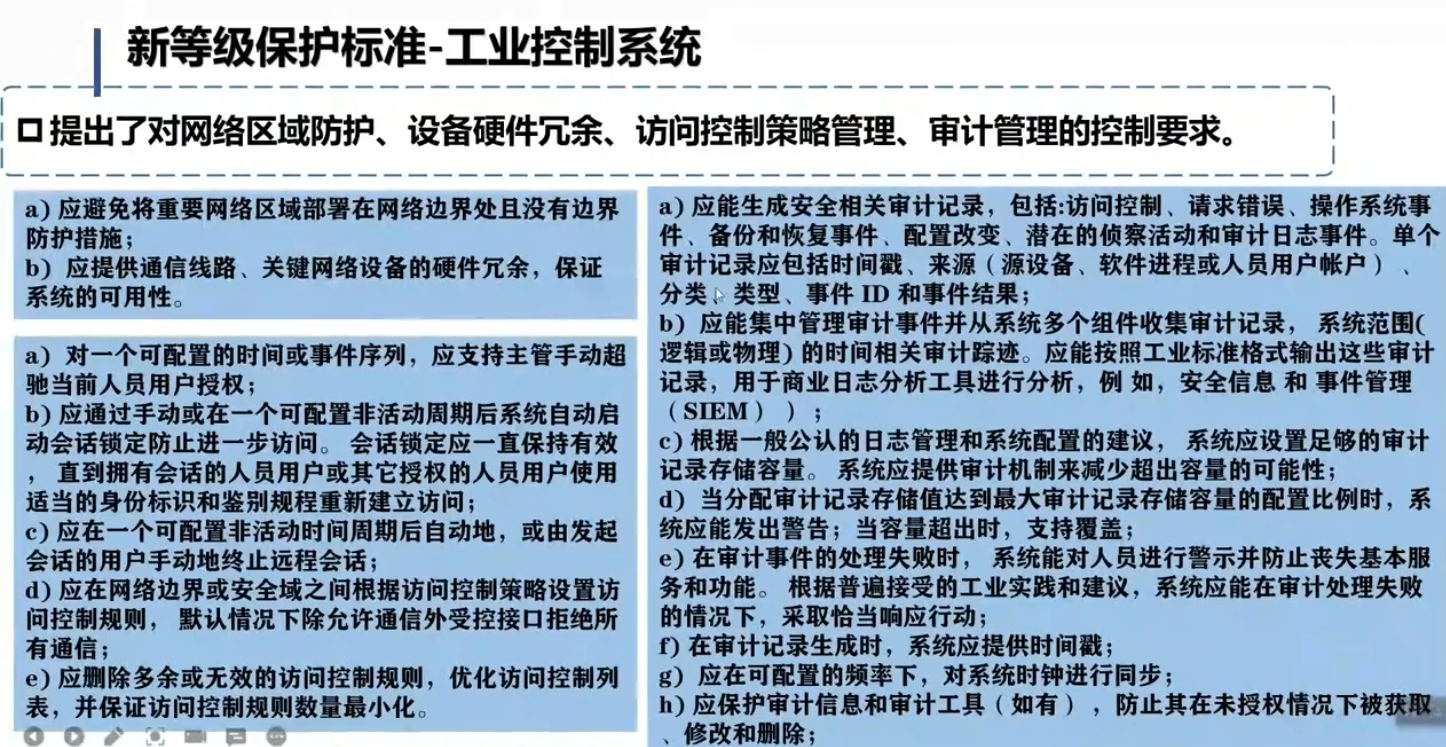 新等级保护标准-工业控制系统
口提出了对网络区域防护、设备硬件冗余、访问控制策略管理、审计管理的控制要求。
a) 应避免将重要网络区域部署在网络边界处且没有边界
防护措施；
b) 应提供通信线路、关键网络设备的硬件冗余，保证
系统的可用性。
a) 对一个可配置的时间或事件序列，应支持主管手动超
驰当前人员用户授权；
b) 应通过手动或在一个可配置非活动周期后系统自动启
动会话锁定防止进一步访问。 会话锁定应一直保持有效
， 直到拥有会话的人员用户或其它授权的人员用户使用
适当的身份标识和鉴别规程重新建立访问；
c) 应在一个可配置非活动时间周期后自动地，或由发起
会话的用户手动地终止远程会话；
d) 应在网络边界或安全域之间根据访问控制策略设置访
问控制规则， 默认情况下除允许通信外受控接口拒绝所
有通信；
e) 应删除多余或无效的访问控制规则，优化访问控制列
表，并保证访问控制规则数量最小化。
a) 应能生成安全相关审计记录，包括:访问控制、请求错误、操作系统事
件、备份和恢复事件、配置改变、潜在的侦察活动和审计日志事件。单个
审计记录应包括时间戳、来源（源设备、软件进程或人员用户帐户）、
分类、类型、事件 ID 和事件结果；
b) 应能集中管理审计事件并从系统多个组件收集审计记录， 系统范围(
逻辑或物理) 的时间相关审计踪迹。应能按照工业标准格式输出这些审计
记录，用于商业日志分析工具进行分析，例 如，安全信息 和 事件管理
（SIEM））；
c) 根据一般公认的日志管理和系统配置的建议， 系统应设置足够的审计
记录存储容量。 系统应提供审计机制来减少超出容量的可能性；
d) 当分配审计记录存储值达到最大审计记录存储容量的配置比例时，系
统应能发出警告；当容量超出时，支持覆盖；
e) 在审计事件的处理失败时， 系统能对人员进行警示并防止丧失基本服
务和功能。 根据普遍接受的工业实践和建议，系统应能在审计处理失败
的情况下，采取恰当响应行动；
f) 在审计记录生成时，系统应提供时间戳；
g) 应在可配置的频率下，对系统时钟进行同步；
h) 应保护审计信息和审计工具（如有），防止其在未授权情况下被获取
、修改和删除；